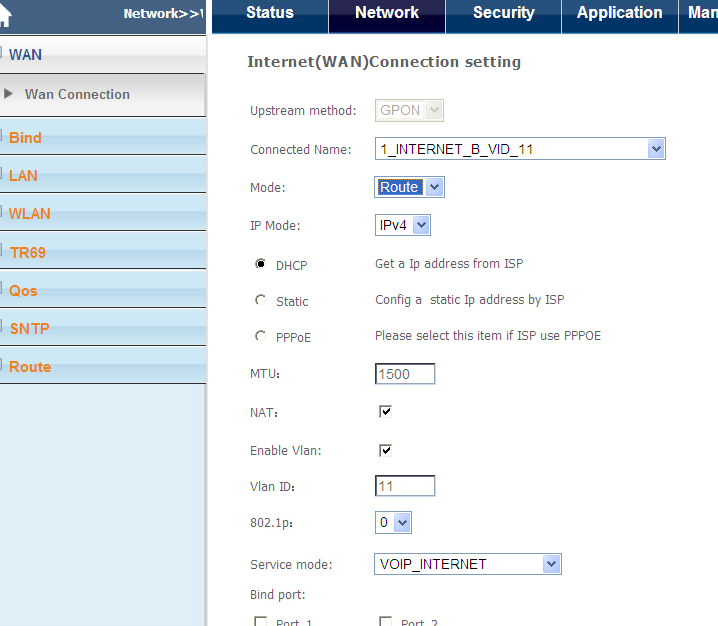 Network>>
Status Network Security Application Man
WAN
Wan Connection
Bind
LAN
WLAN
TR69
Qos
SNTP
Route
Internet(WAN)Connection setting
Upstream method: GPON
Connected Name: 1_INTERNET_B_VID_11
Mode: Route
IP Mode: IPv4
DHCP Get a Ip address from ISP
Static Config a static Ip address by ISP
PPPoE Please select this item if ISP use PPPOE
MTU: 1500
NAT:
Enable Vlan:
Vlan ID: 11
802.1p: 0
Service mode: VOIP_INTERNET
Bind port:
Port_1 Port_2